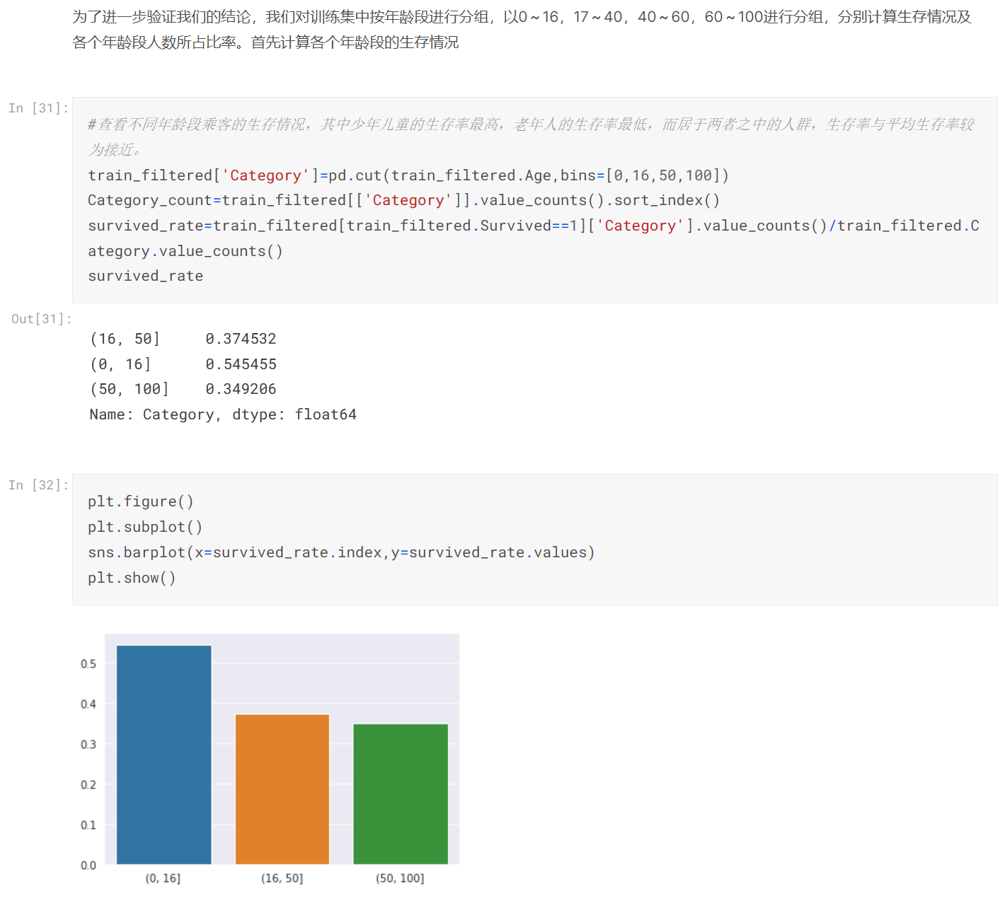 为了进一步验证我们的结论，我们对训练集中按年龄段进行分组，以0 ~ 16，17 ~ 40，40 ~ 60，60 ~ 100进行分组，分别计算生存情况及
各个年龄段人数所占比率。首先计算各个年龄段的生存情况
In [31]:
#查看不同年龄段乘客的生存情况，其中少年儿童的生存率最高，老年人的生存率最低，而居于两者之中的人群，生存率与平均生存率较
为接近。
train_filtered['Category']=pd.cut(train_filtered.Age,bins=[0,16,50,100])
Category_count=train_filtered[['Category']].value_counts().sort_index()
survived_rate=train_filtered[train_filtered.Survived==1]['Category'].value_counts()/train_filtered.C
ategory.value_counts()
survived_rate
Out[31]:
(16, 50]     0.374532
(0, 16]      0.545455
(50, 100]    0.349206
Name: Category, dtype: float64
In [32]:
plt.figure()
plt.subplot()
sns.barplot(x=survived_rate.index,y=survived_rate.values)
plt.show()
0.5
0.4
0.3
0.2
0.1
0.0
(0, 16] (16, 50] (50, 100]